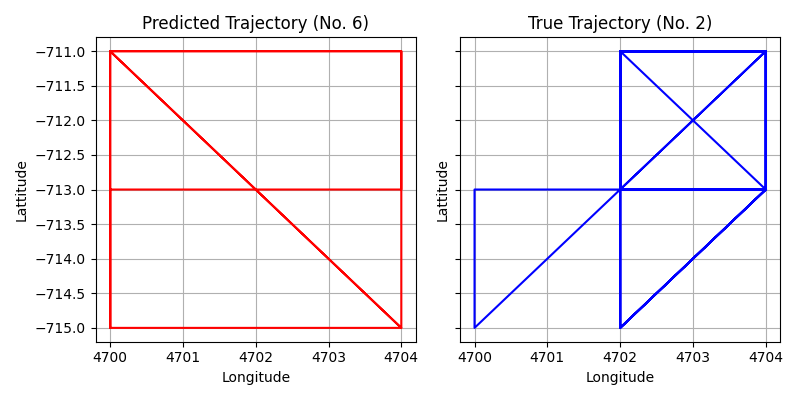 Predicted Trajectory (No. 6)
−711.0
−711.5
−712.0
−712.5
−713.0
−713.5
−714.0
−714.5
−715.0
Lattitude
4700 4701 4702 4703 4704
Longitude
True Trajectory (No. 2)
Lattitude
4700 4701 4702 4703 4704
Longitude